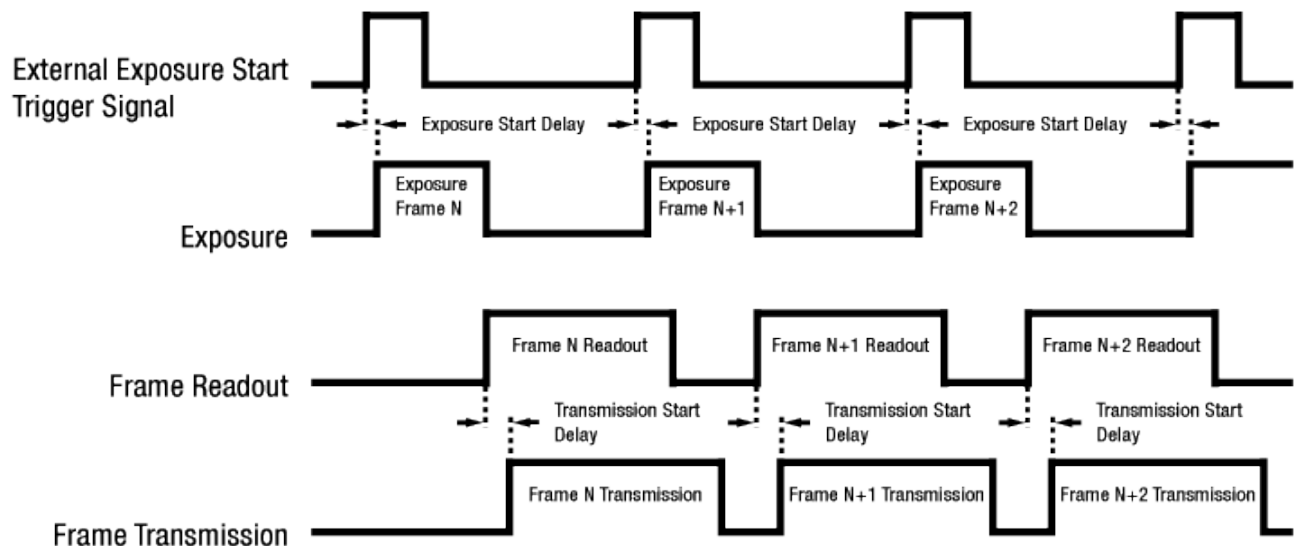 External Exposure Start
Trigger Signal
Exposure Start Delay
Exposure Start Delay
Exposure Start Delay
Exposure
Frame N
Exposure
Frame N+1
Exposure
Frame N+2
Exposure
Frame N Readout
Frame N+1 Readout
Frame N+2 Readout
Frame Readout
Transmission Start
Delay
Transmission Start
Delay
Transmission Start
Delay
Frame N Transmission
Frame N+1 Transmission
Frame N+2 Transmission
Frame Transmission